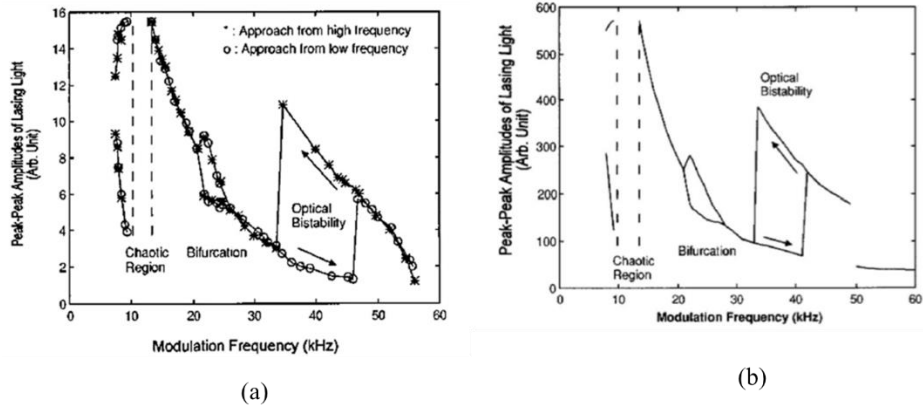 Peak-Peak Amplitudes of Lasing Light
(Arb. Unit)
16
14
12
10
8
6
4
2
0
* : Approach from high frequency
o : Approach from low frequency
Optical
Bistability
Chaotic
Region
Bifurcation
0 10 20 30 40 50 60
Modulation Frequency (kHz)
(a)
Peak-Peak Amplitudes of Lasing Light
(Arb. Unit)
600
500
400
300
200
100
0
Optical
Bistability
Chaotic
Region
Bifurcation
0 10 20 30 40 50 60
Modulation Frequency (kHz)
(b)